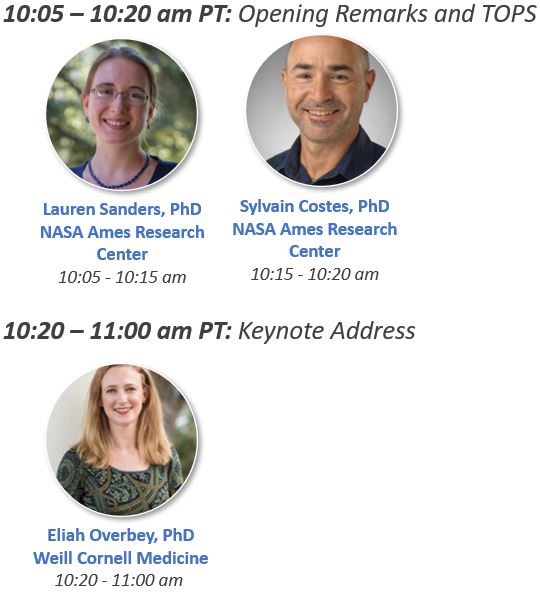 10:05 – 10:20 am PT: Opening Remarks and TOPS
Lauren Sanders, PhD
NASA Ames Research
Center
10:05 - 10:15 am
Sylvain Costes, PhD
NASA Ames Research
Center
10:15 - 10:20 am
10:20 – 11:00 am PT: Keynote Address
Eliah Overbey, PhD
Weill Cornell Medicine
10:20 - 11:00 am